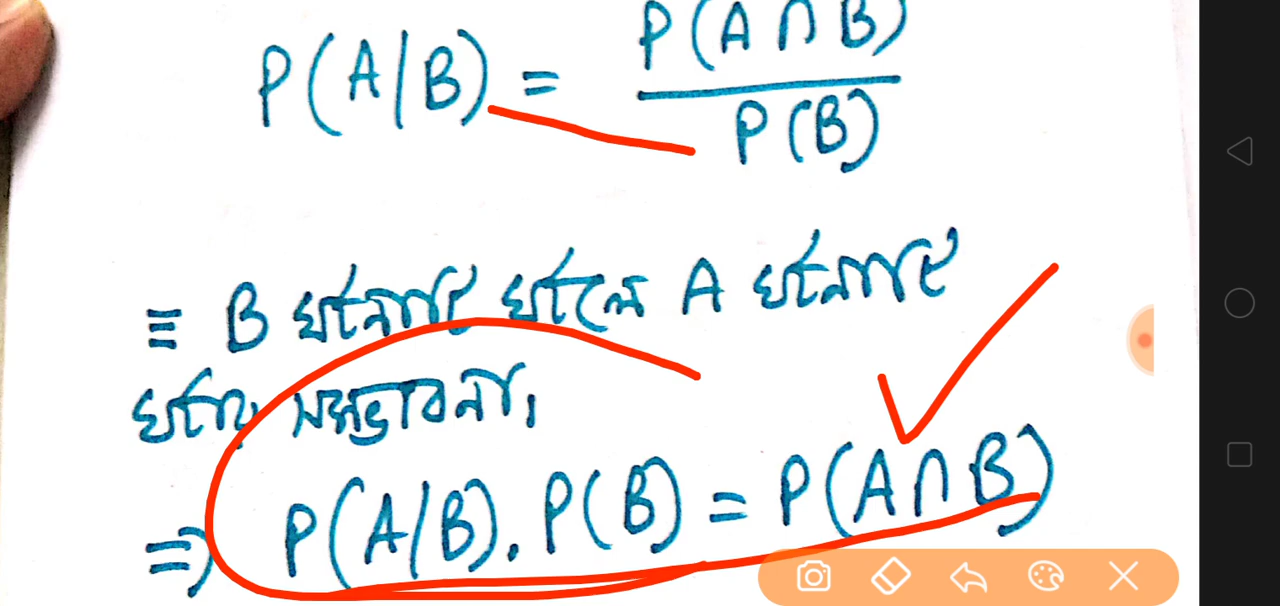 P(A/B) = P(A ∩ B) / P(B)
≡ B ঘটনাটি ঘটলে A ঘটনাটি
ঘটার সম্ভাবনা,
⇒ P(A/B). P(B) = P(A∩B)